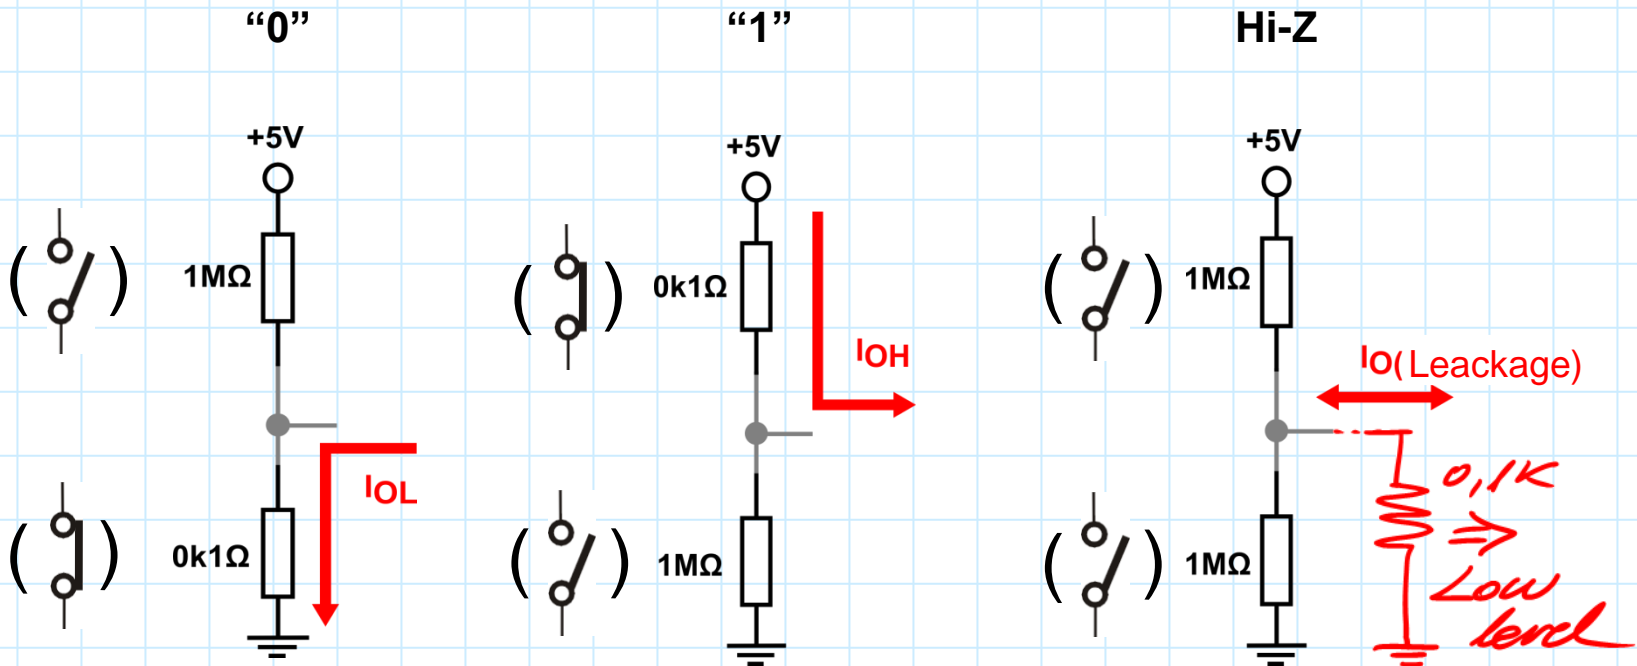 “0”
“1”
Hi-Z
+5V
+5V
+5V
1MΩ
0k1Ω
1MΩ
IOH
IO(Leackage)
IOL
0k1Ω
1MΩ
1MΩ
0,1K
⇒
Low
level